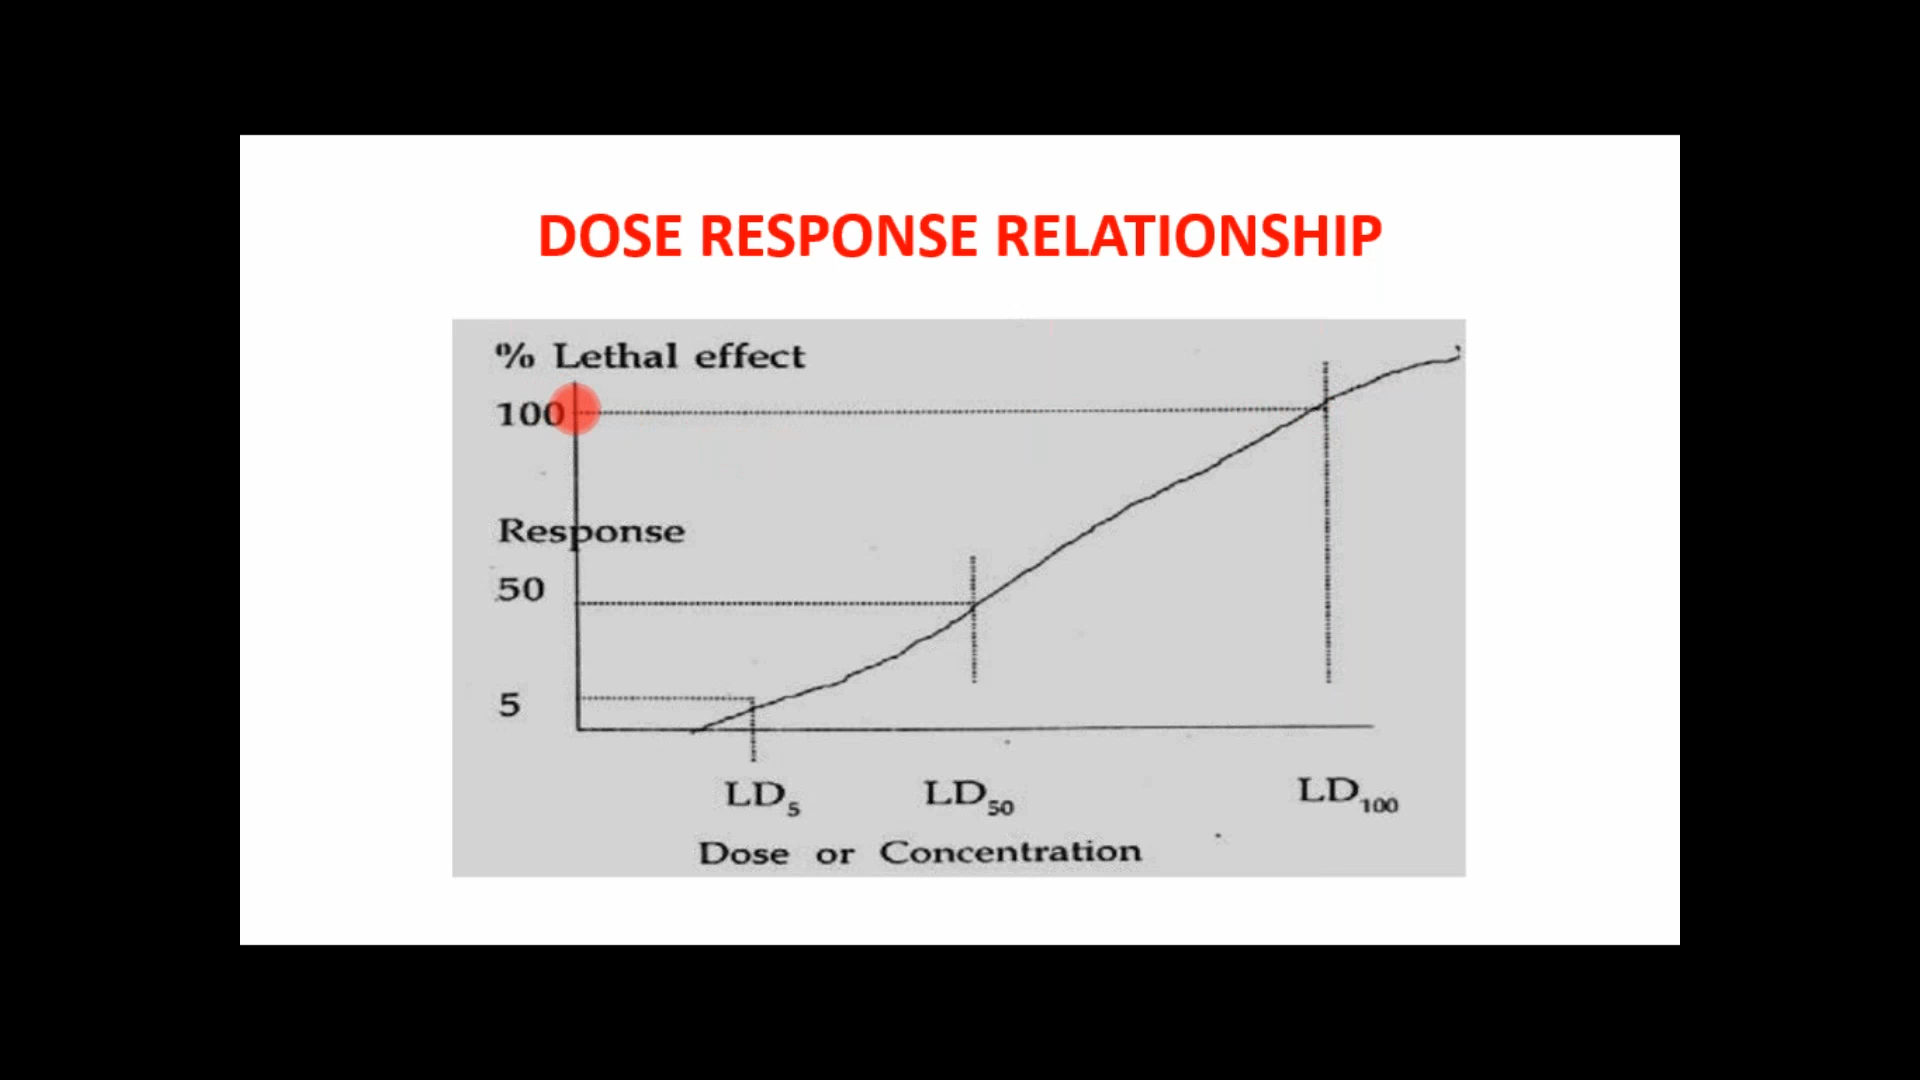 DOSE RESPONSE RELATIONSHIP
% Lethal effect
100
Response
50
5
LD₅ LD₅₀ LD₁₀₀
Dose or Concentration